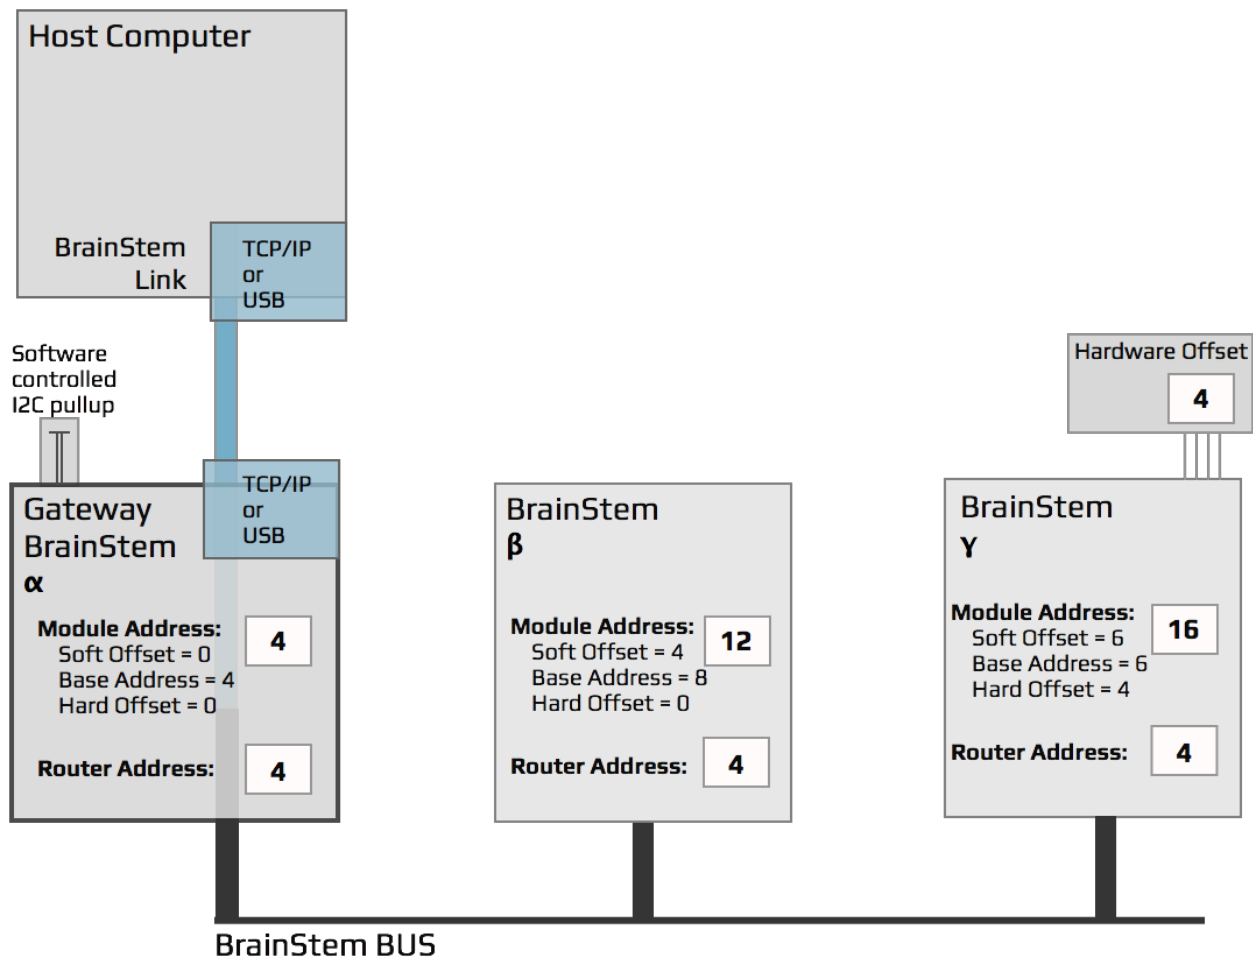 Host Computer
BrainStem
Link
TCP/IP
or
USB
Software
controlled
I2C pullup
Hardware Offset
4
TCP/IP
or
USB
Gateway
BrainStem
α
Module Address:
4
Soft Offset = 0
Base Address = 4
Hard Offset = 0
Router Address:
4
BrainStem
β
Module Address:
12
Soft Offset = 4
Base Address = 8
Hard Offset = 0
Router Address:
4
BrainStem
γ
Module Address:
16
Soft Offset = 6
Base Address = 6
Hard Offset = 4
Router Address:
4
BrainStem BUS